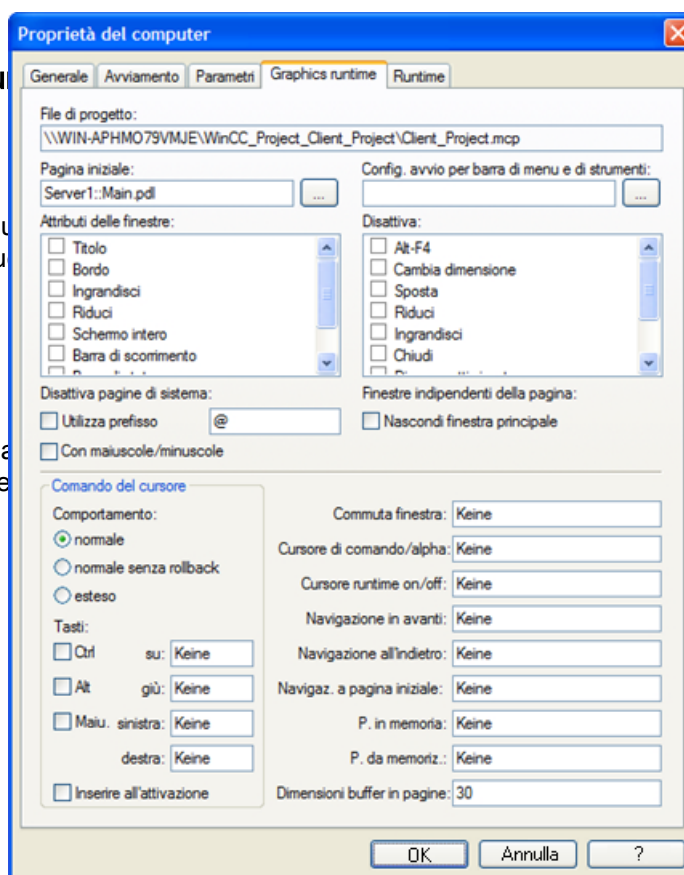 Proprietà del computer
Generale Avviamento Parametri Graphics runtime Runtime
File di progetto:
\\WIN-APHMO79VMJE\WinCC_Project_Client_Project\Client_Project.mcp
Pagina iniziale: Config. avvio per barra di menu e di strumenti:
Server1::Main.pdl ... ...
Attributi delle finestre: Disattiva:
Titolo Alt-F4
Bordo Cambia dimensione
Ingrandisci Sposta
Riduci Riduci
Schermo intero Ingrandisci
Barra di scorrimento Chiudi
Disattiva pagine di sistema: Finestre indipendenti della pagina:
Utilizza prefisso @ Nascondi finestra principale
Con maiuscole/minuscole
Comando del cursore
Comportamento: Commuta finestra: Keine
normale Cursore di comando/alpha: Keine
normale senza rollback Cursore runtime on/off: Keine
esteso Navigazione in avanti: Keine
Tasti:
Ctrl su: Keine Navigazione all'indietro: Keine
Alt giù: Keine Navigaz. a pagina iniziale: Keine
Maiu. sinistra: Keine P. in memoria: Keine
destra: Keine P. da memoriz.: Keine
Inserire all'attivazione Dimensioni buffer in pagine: 30
OK Annulla ?